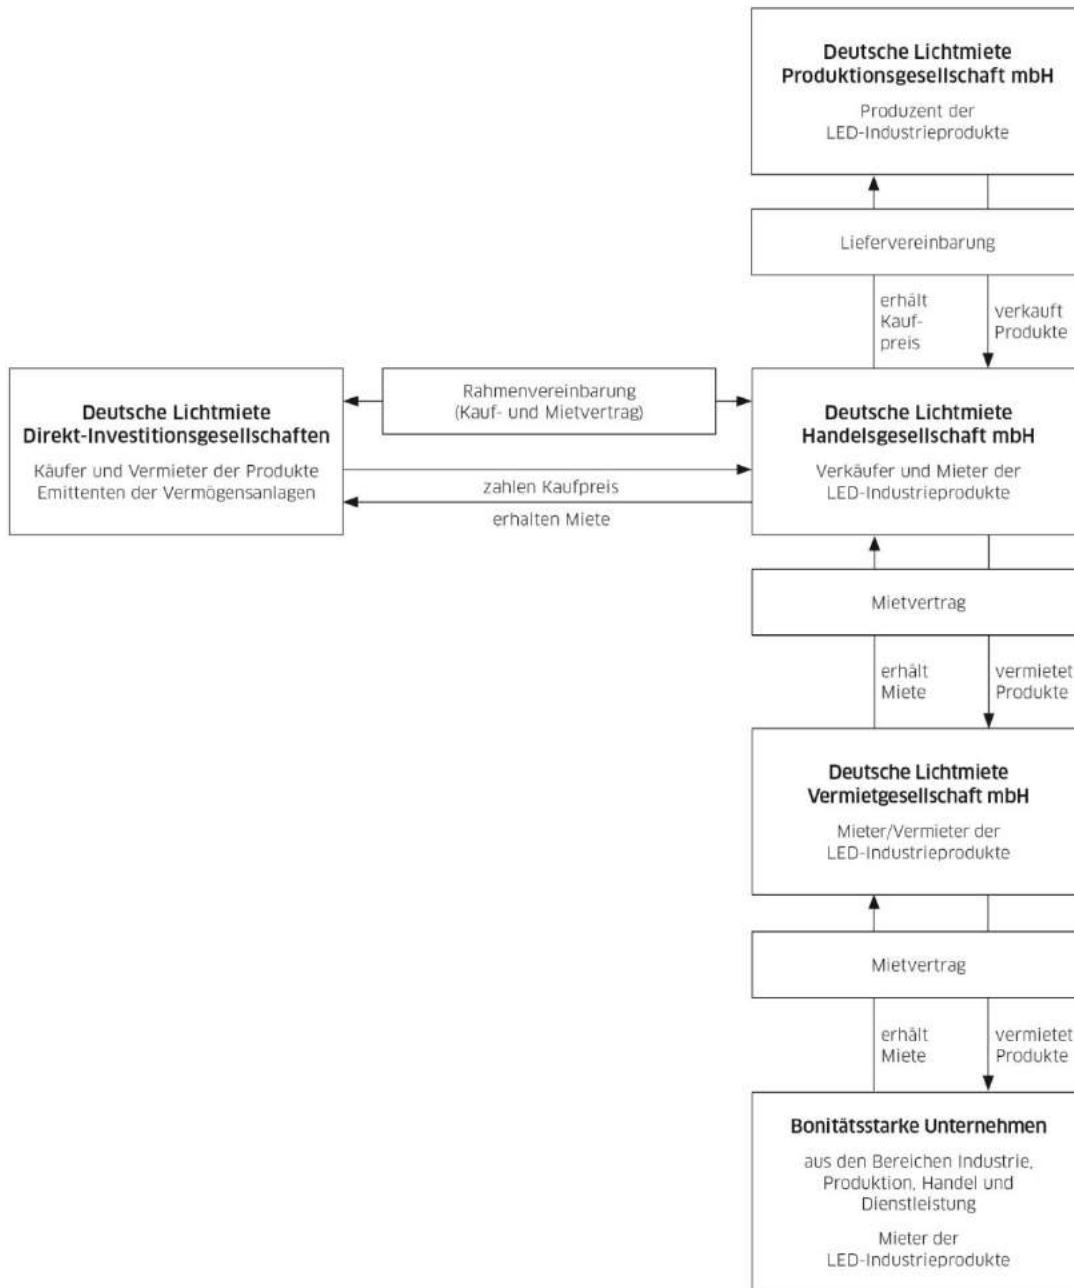 Deutsche Lichtmiete
Produktionsgesellschaft mbH
Produzent der
LED-Industrieprodukte
Liefervereinbarung
erhält
Kauf-
preis
verkauft
Produkte
Deutsche Lichtmiete
Direkt-Investitionsgesellschaften
Käufer und Vermieter der Produkte
Emittenten der Vermögensanlagen
Rahmenvereinbarung
(Kauf- und Mietvertrag)
zahlen Kaufpreis
erhalten Miete
Deutsche Lichtmiete
Handelsgesellschaft mbH
Verkäufer und Mieter der
LED-Industrieprodukte
Mietvertrag
erhält
Miete
vermietet
Produkte
Deutsche Lichtmiete
Vermietgesellschaft mbH
Mieter/Vermieter der
LED-Industrieprodukte
Mietvertrag
erhält
Miete
vermietet
Produkte
Bonitätsstarke Unternehmen
aus den Bereichen Industrie,
Produktion, Handel und
Dienstleistung
Mieter der
LED-Industrieprodukte